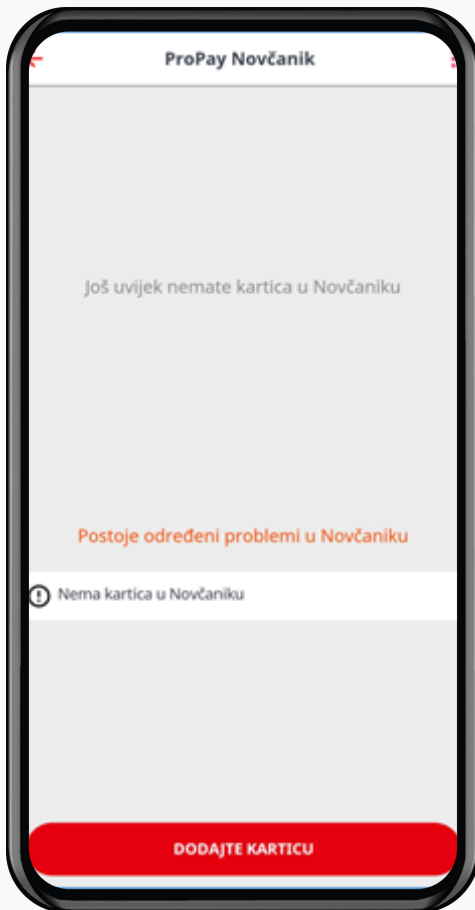 ProPay Novčanik
Još uvijek nemate kartica u Novčaniku
Postoje određeni problemi u Novčaniku
Nema kartica u Novčaniku
DODAJTE KARTICU